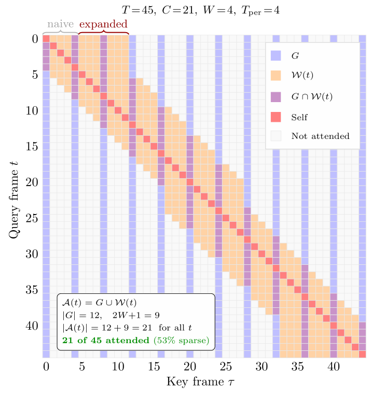 T = 45, C = 21, W = 4, T_per = 4
naive expanded
G
𝒲(t)
G ∩ 𝒲(t)
Self
Not attended
0
5
10
15
20
25
30
35
40
Query frame t
𝒜(t) = G ∪ 𝒲(t)
|G| = 12, 2W+1 = 9
|𝒜(t)| = 12 + 9 = 21 for all t
21 of 45 attended (53% sparse)
0 5 10 15 20 25 30 35 40
Key frame τ